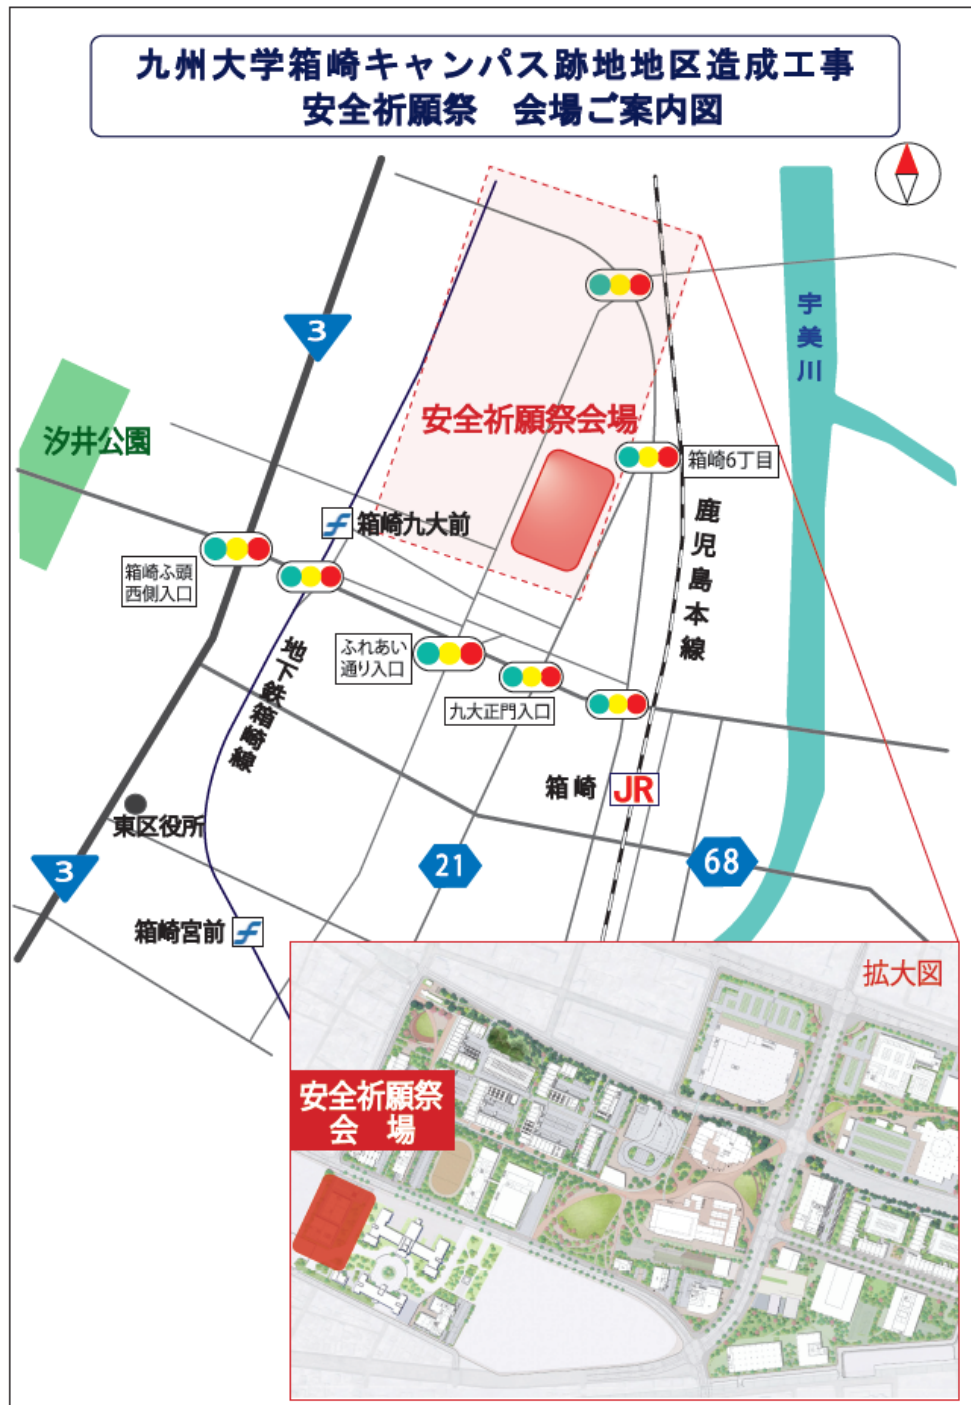 九州大学箱崎キャンパス跡地地区造成工事
安全祈願祭　会場ご案内図
3
宇美川
安全祈願祭会場
汐井公園
箱崎6丁目
箱崎九大前
鹿児島本線
箱崎ふ頭
西側入口
ふれあい
通り入口
地下鉄箱崎線
九大正門入口
箱崎
JR
東区役所
3
21
68
箱崎宮前
拡大図
安全祈願祭
会　場